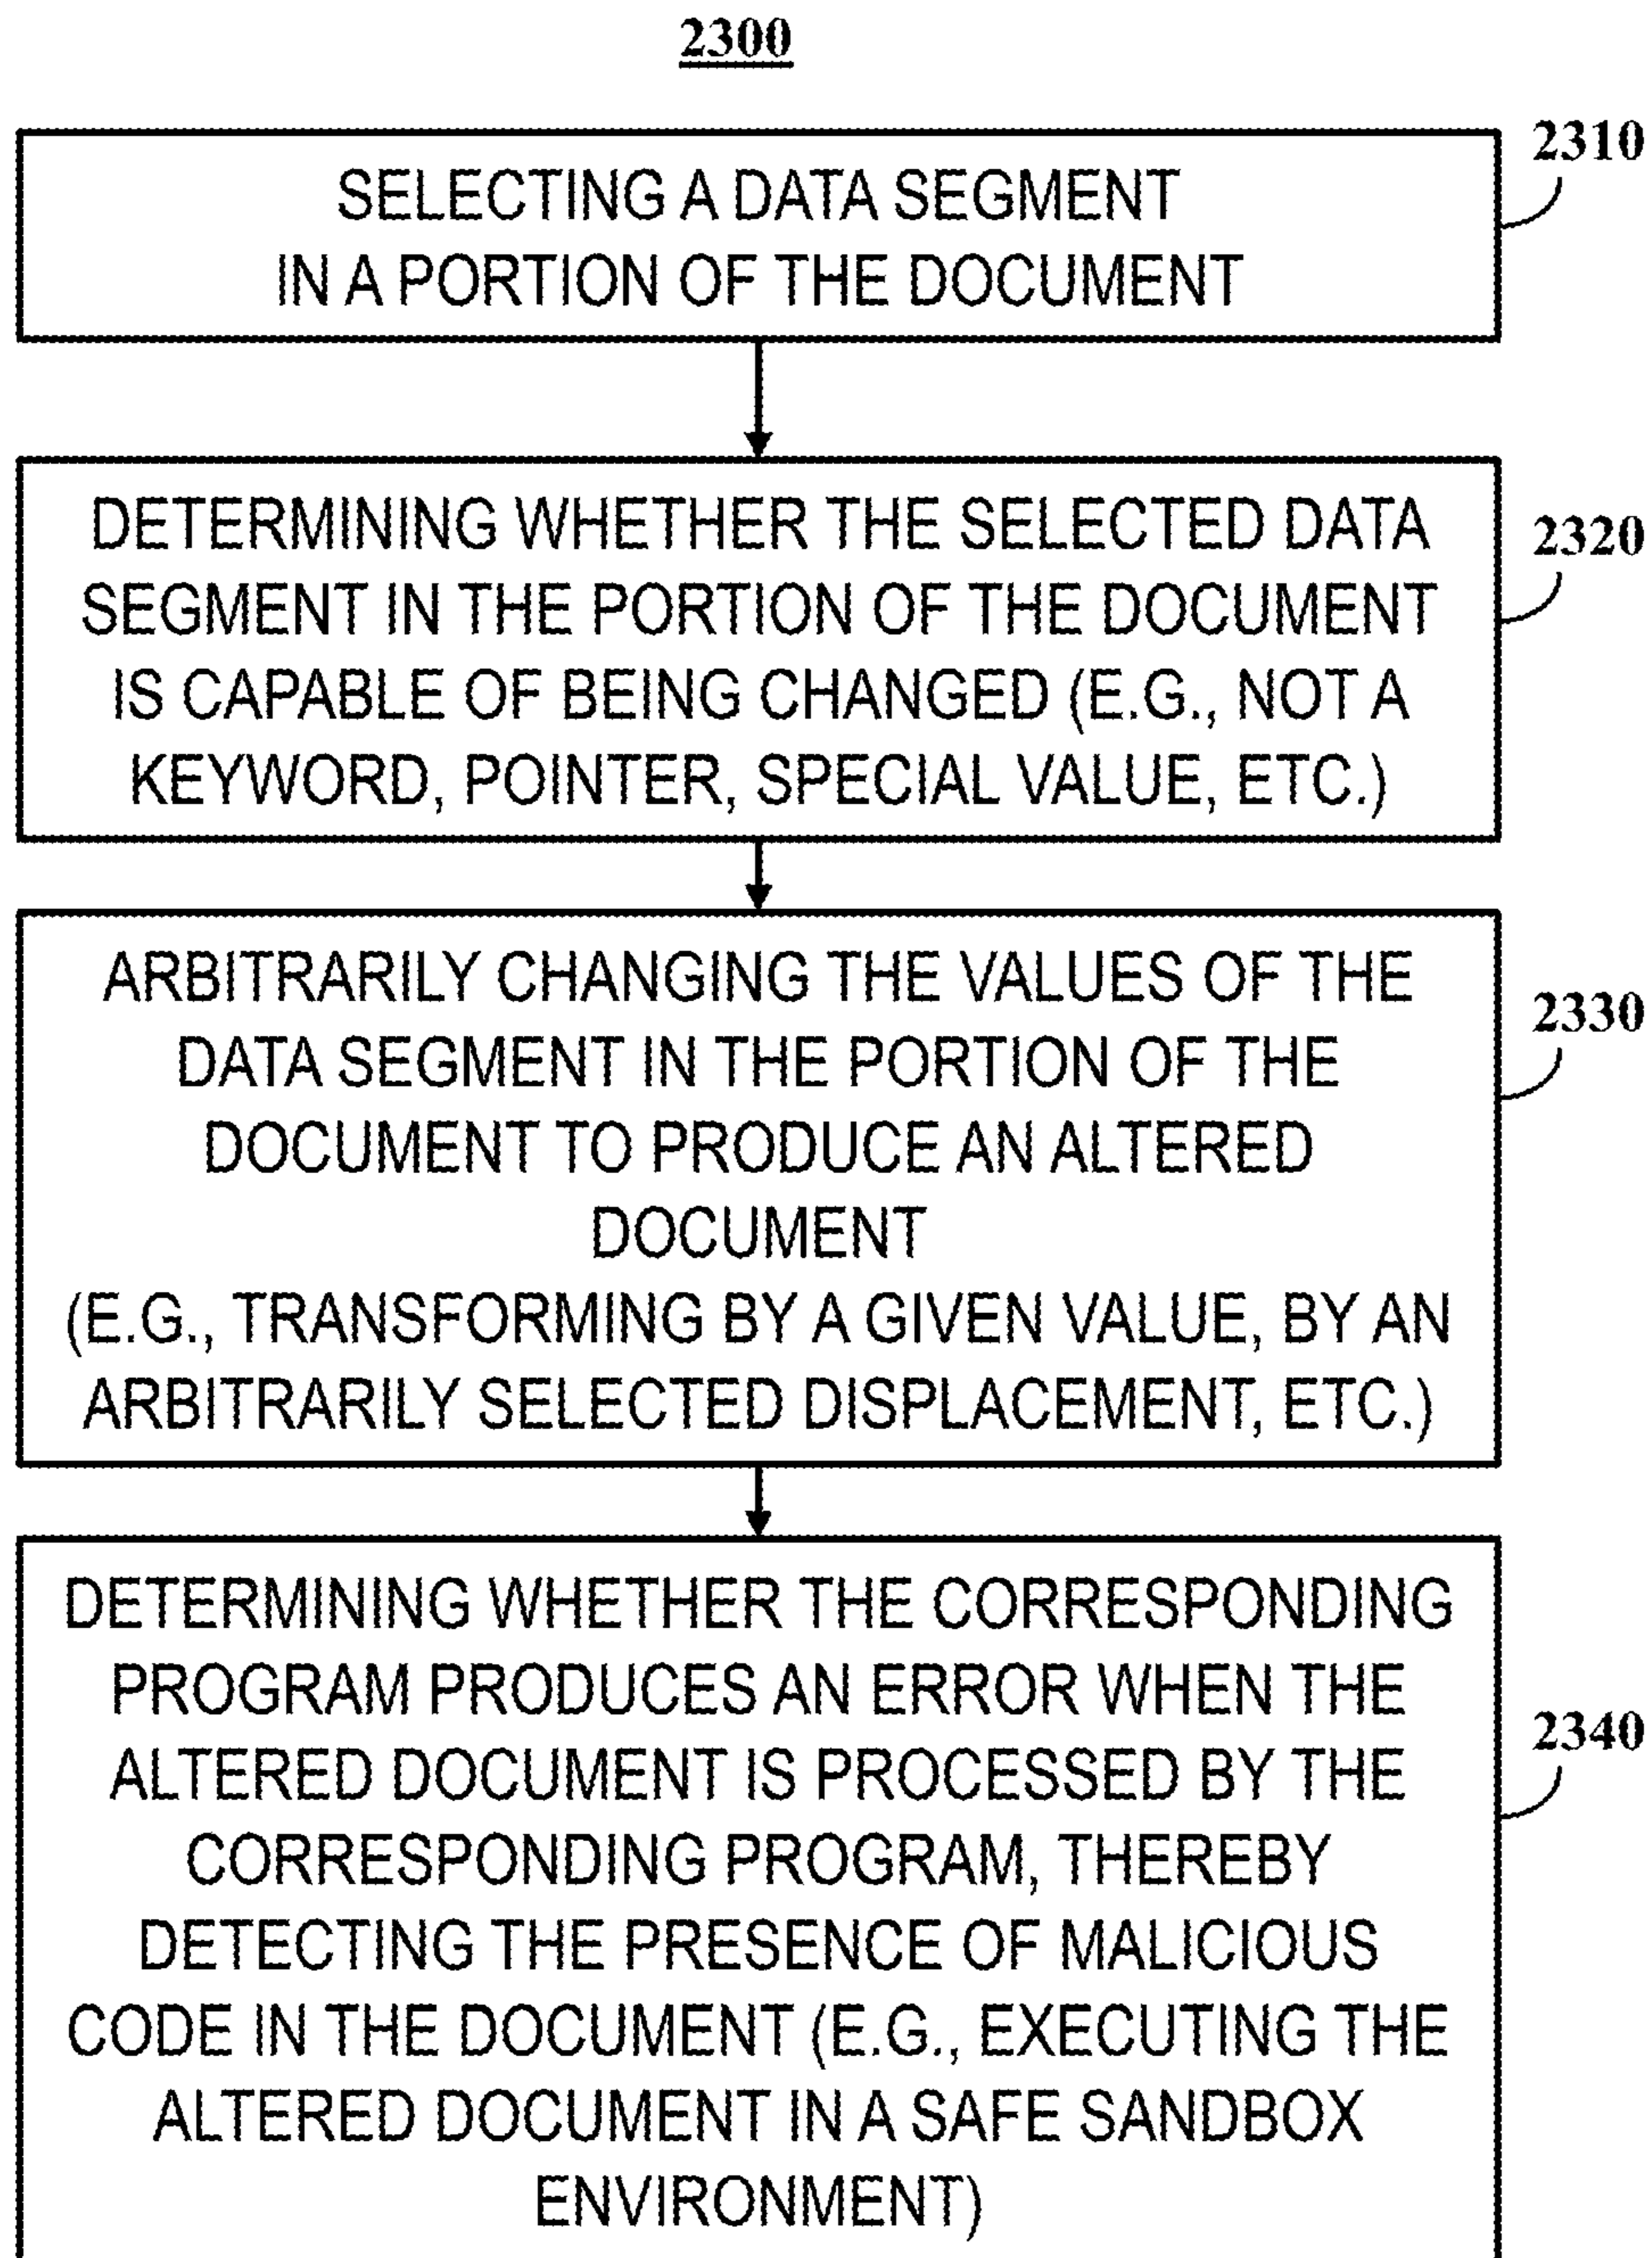 2300
2310
SELECTING A DATA SEGMENT
IN A PORTION OF THE DOCUMENT
2320
DETERMINING WHETHER THE SELECTED DATA
SEGMENT IN THE PORTION OF THE DOCUMENT
IS CAPABLE OF BEING CHANGED (E.G., NOT A
KEYWORD, POINTER, SPECIAL VALUE, ETC.)
2330
ARBITRARILY CHANGING THE VALUES OF THE
DATA SEGMENT IN THE PORTION OF THE
DOCUMENT TO PRODUCE AN ALTERED
DOCUMENT
(E.G., TRANSFORMING BY A GIVEN VALUE, BY AN
ARBITRARILY SELECTED DISPLACEMENT, ETC.)
2340
DETERMINING WHETHER THE CORRESPONDING
PROGRAM PRODUCES AN ERROR WHEN THE
ALTERED DOCUMENT IS PROCESSED BY THE
CORRESPONDING PROGRAM, THEREBY
DETECTING THE PRESENCE OF MALICIOUS
CODE IN THE DOCUMENT (E.G., EXECUTING THE
ALTERED DOCUMENT IN A SAFE SANDBOX
ENVIRONMENT)